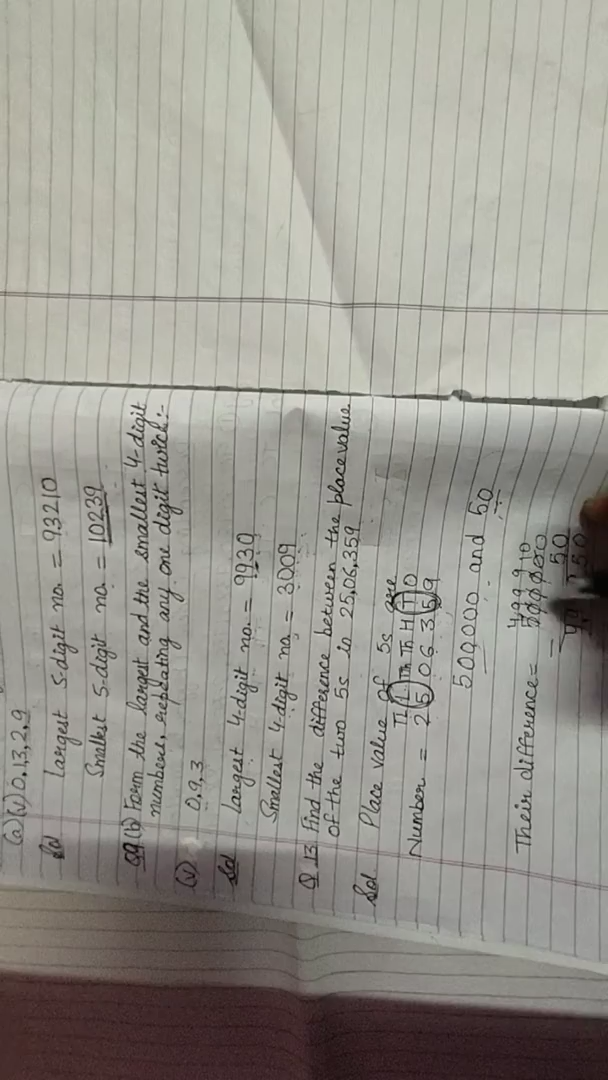 (a) (v) 0,1,3,2,9
Sol Largest 5-digit no. = 93210
Smallest 5-digit no. = 10239
Q9 (b) Form the largest and the smallest 4-digit
numbers, repeating any one digit twice:-
(v) 0,9,3
Sol Largest 4-digit no. = 9930
Smallest 4-digit no. = 3009
Q 13 Find the difference between the place value
of the two 5s in 25,06,359
Sol Place value of 5s are
TL L TTh Th H T O
Number = 2 5 0 6 3 5 9
500,000 and 50
499910
Their difference = 500000
- 50
50